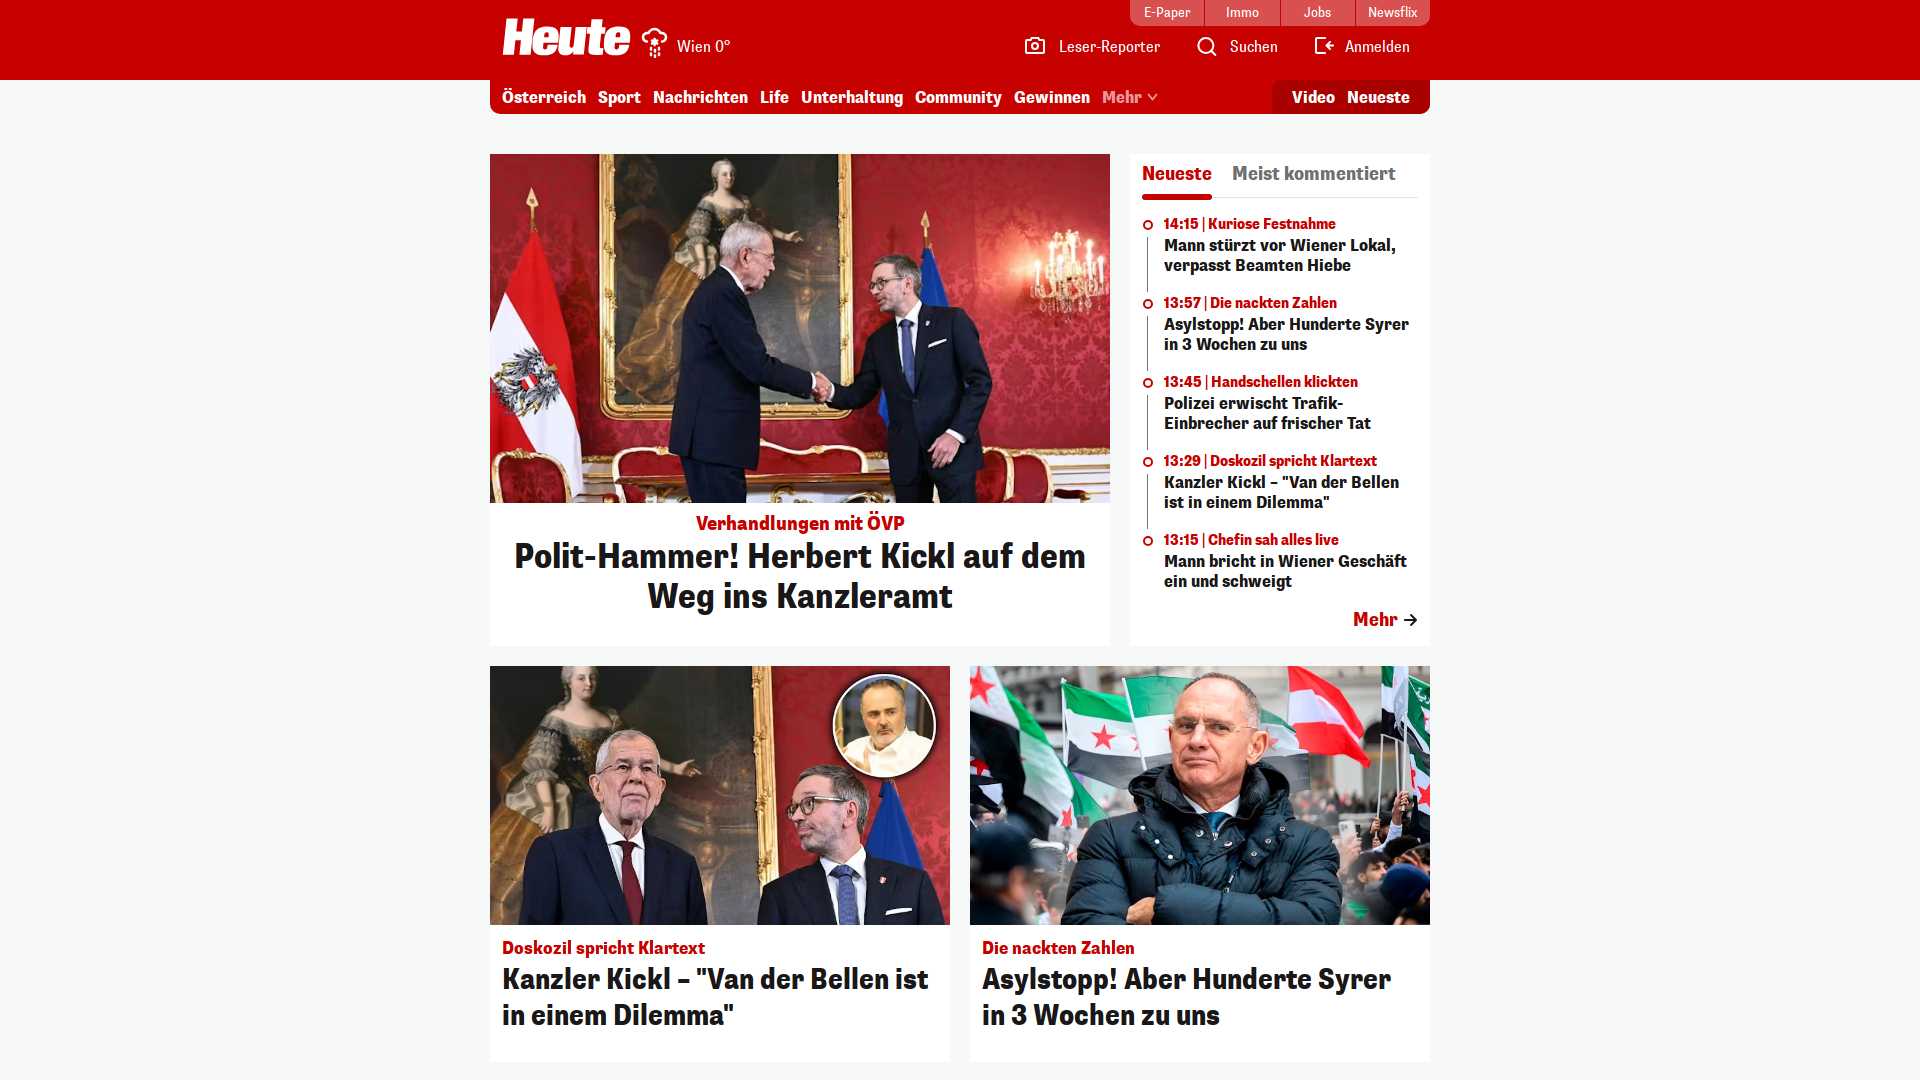 E-Paper
Immo
Jobs
Newsflix
Heute
Wien 0°
Leser-Reporter
Suchen
Anmelden
Österreich
Sport
Nachrichten
Life
Unterhaltung
Community
Gewinnen
Mehr
Video
Neueste
Verhandlungen mit ÖVP
Polit-Hammer! Herbert Kickl auf dem
Weg ins Kanzleramt
Neueste
Meist kommentiert
14:15 | Kuriose Festnahme
Mann stürzt vor Wiener Lokal,
verpasst Beamten Hiebe
13:57 | Die nackten Zahlen
Asylstopp! Aber Hunderte Syrer
in 3 Wochen zu uns
13:45 | Handschellen klickten
Polizei erwischt Trafik-
Einbrecher auf frischer Tat
13:29 | Doskozil spricht Klartext
Kanzler Kickl – "Van der Bellen
ist in einem Dilemma"
13:15 | Chefin sah alles live
Mann bricht in Wiener Geschäft
ein und schweigt
Mehr
Doskozil spricht Klartext
Kanzler Kickl – "Van der Bellen ist
in einem Dilemma"
Die nackten Zahlen
Asylstopp! Aber Hunderte Syrer
in 3 Wochen zu uns